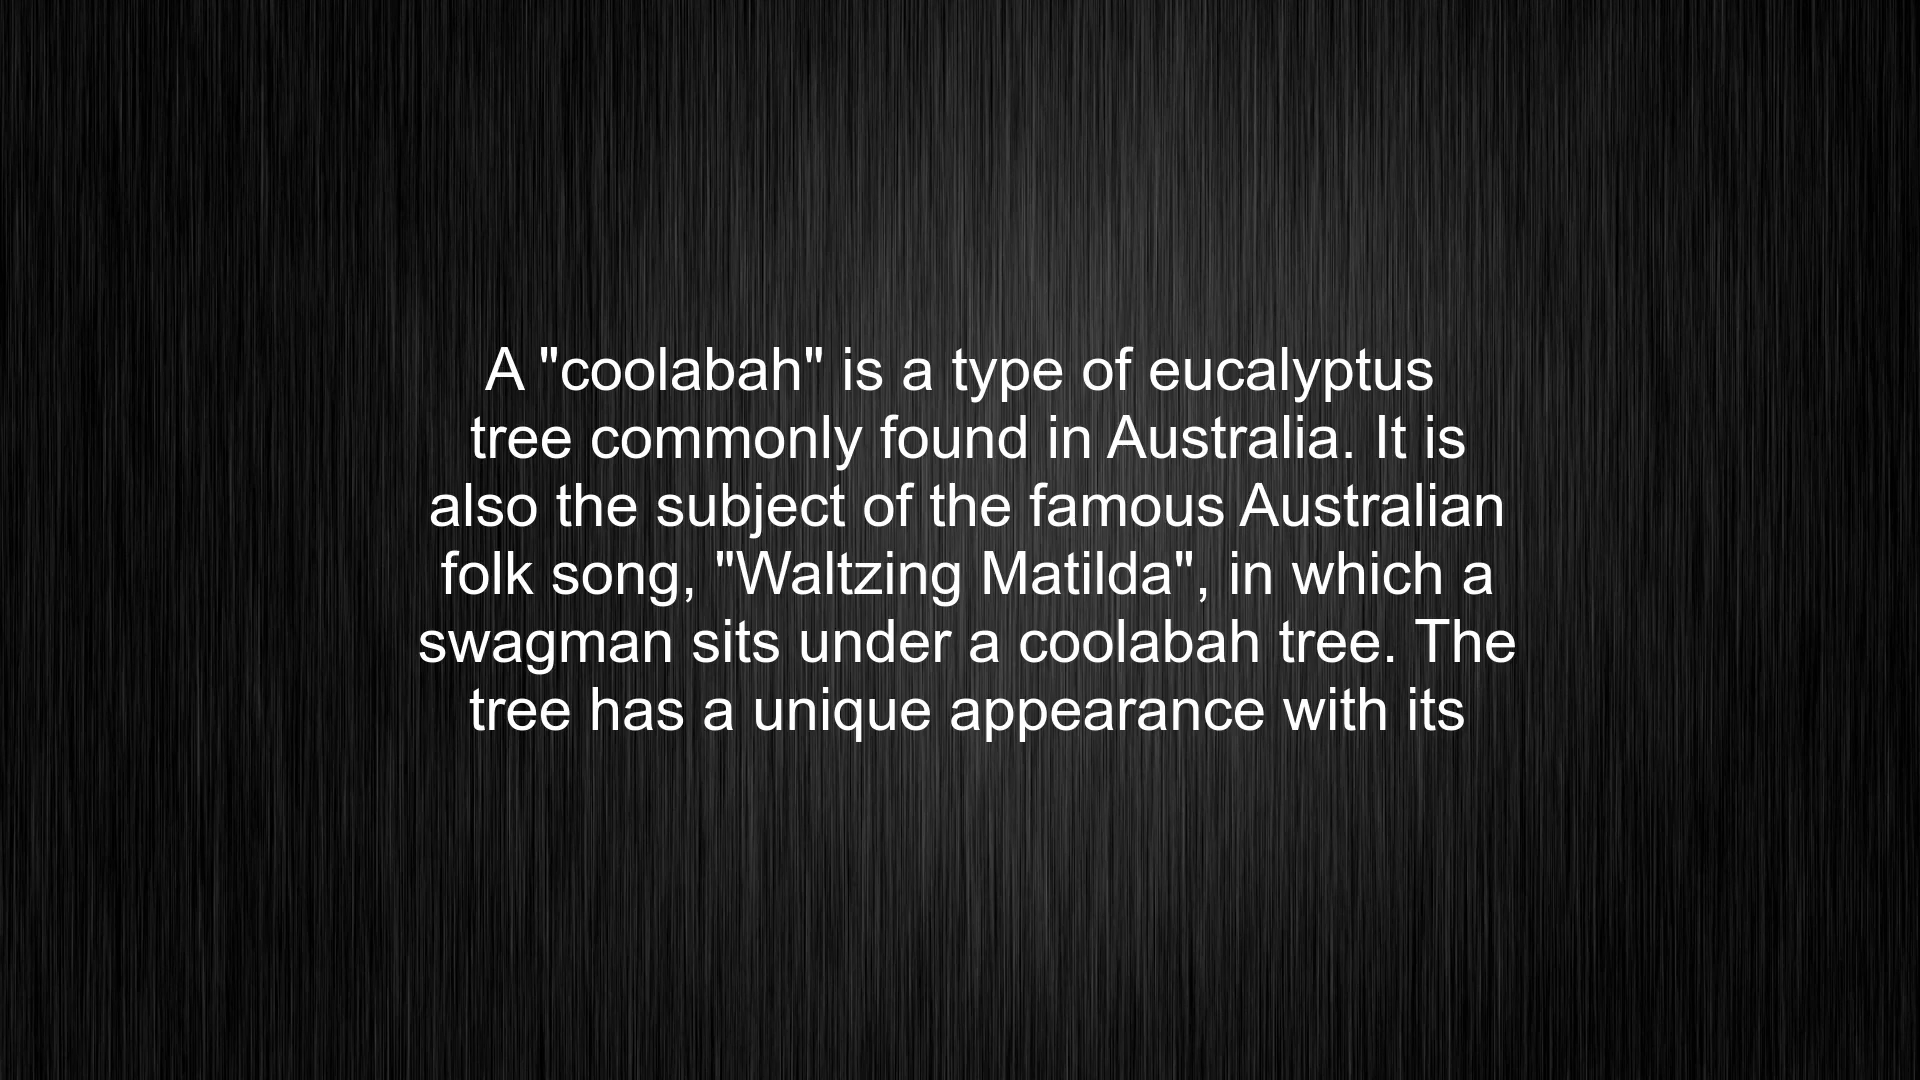 A "coolabah" is a type of eucalyptus
tree commonly found in Australia. It is
also the subject of the famous Australian
folk song, "Waltzing Matilda", in which a
swagman sits under a coolabah tree. The
tree has a unique appearance with its